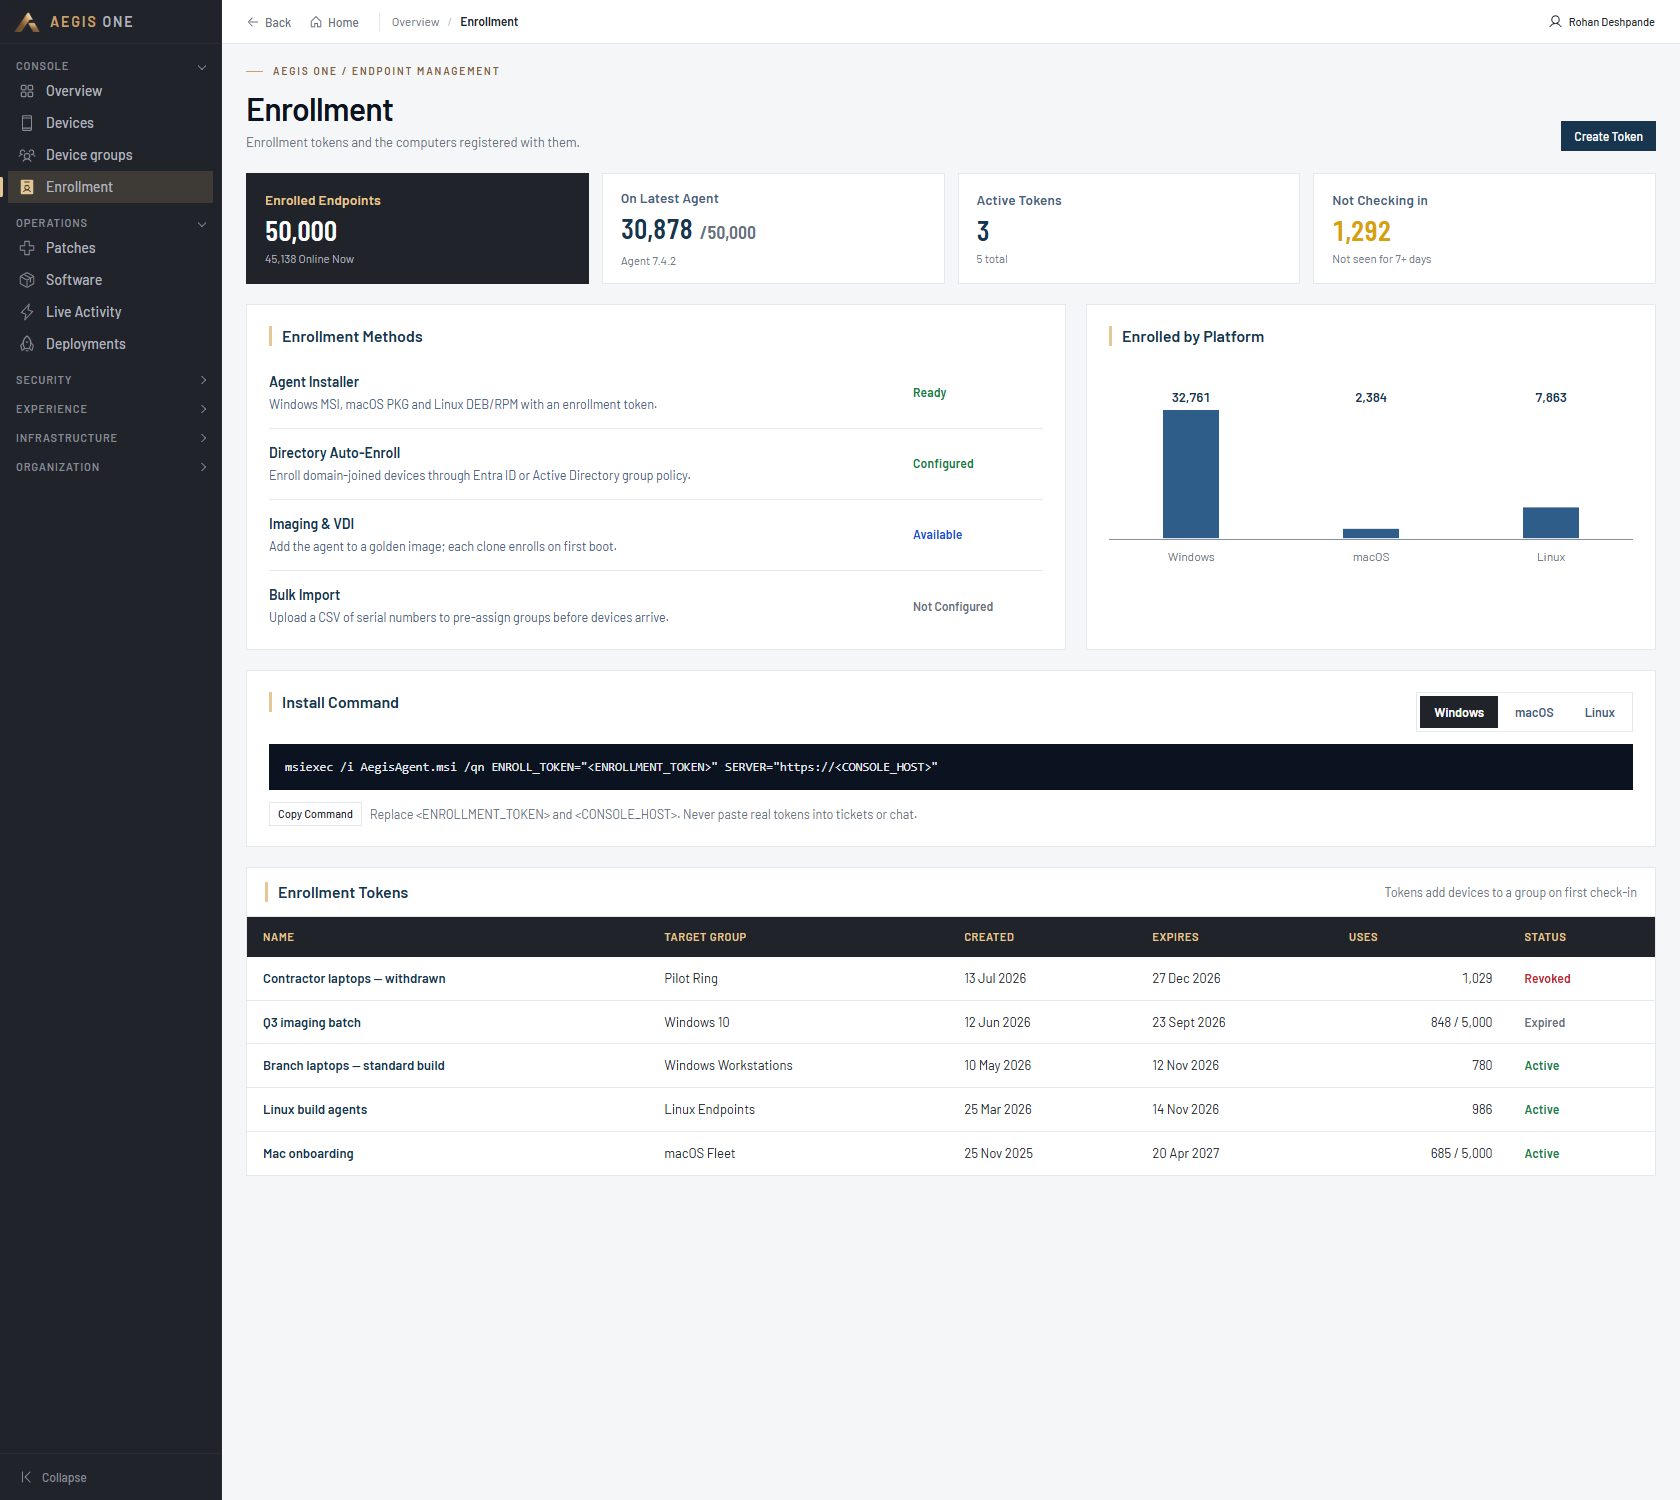 AEGIS ONE
CONSOLE
Overview
Devices
Device groups
Enrollment
OPERATIONS
Patches
Software
Live Activity
Deployments
SECURITY
EXPERIENCE
INFRASTRUCTURE
ORGANIZATION
Collapse
Back Home Overview / Enrollment
Rohan Deshpande
AEGIS ONE / ENDPOINT MANAGEMENT
Enrollment
Enrollment tokens and the computers registered with them.
Create Token
Enrolled Endpoints
50,000
45,138 Online Now
On Latest Agent
30,878 /50,000
Agent 7.4.2
Active Tokens
3
5 total
Not Checking in
1,292
Not seen for 7+ days
Enrollment Methods
Agent Installer
Windows MSI, macOS PKG and Linux DEB/RPM with an enrollment token.
Ready
Directory Auto-Enroll
Enroll domain-joined devices through Entra ID or Active Directory group policy.
Configured
Imaging & VDI
Add the agent to a golden image; each clone enrolls on first boot.
Available
Bulk Import
Upload a CSV of serial numbers to pre-assign groups before devices arrive.
Not Configured
Enrolled by Platform
32,761 2,384 7,863
Windows macOS Linux
Install Command
Windows macOS Linux
msiexec /i AegisAgent.msi /qn ENROLL_TOKEN="<ENROLLMENT_TOKEN>" SERVER="https://<CONSOLE_HOST>"
Copy Command Replace <ENROLLMENT_TOKEN> and <CONSOLE_HOST>. Never paste real tokens into tickets or chat.
Enrollment Tokens
Tokens add devices to a group on first check-in
NAME TARGET GROUP CREATED EXPIRES USES STATUS
Contractor laptops – withdrawn Pilot Ring 13 Jul 2026 27 Dec 2026 1,029 Revoked
Q3 imaging batch Windows 10 12 Jun 2026 23 Sept 2026 848 / 5,000 Expired
Branch laptops – standard build Windows Workstations 10 May 2026 12 Nov 2026 780 Active
Linux build agents Linux Endpoints 25 Mar 2026 14 Nov 2026 986 Active
Mac onboarding macOS Fleet 25 Nov 2025 20 Apr 2027 685 / 5,000 Active